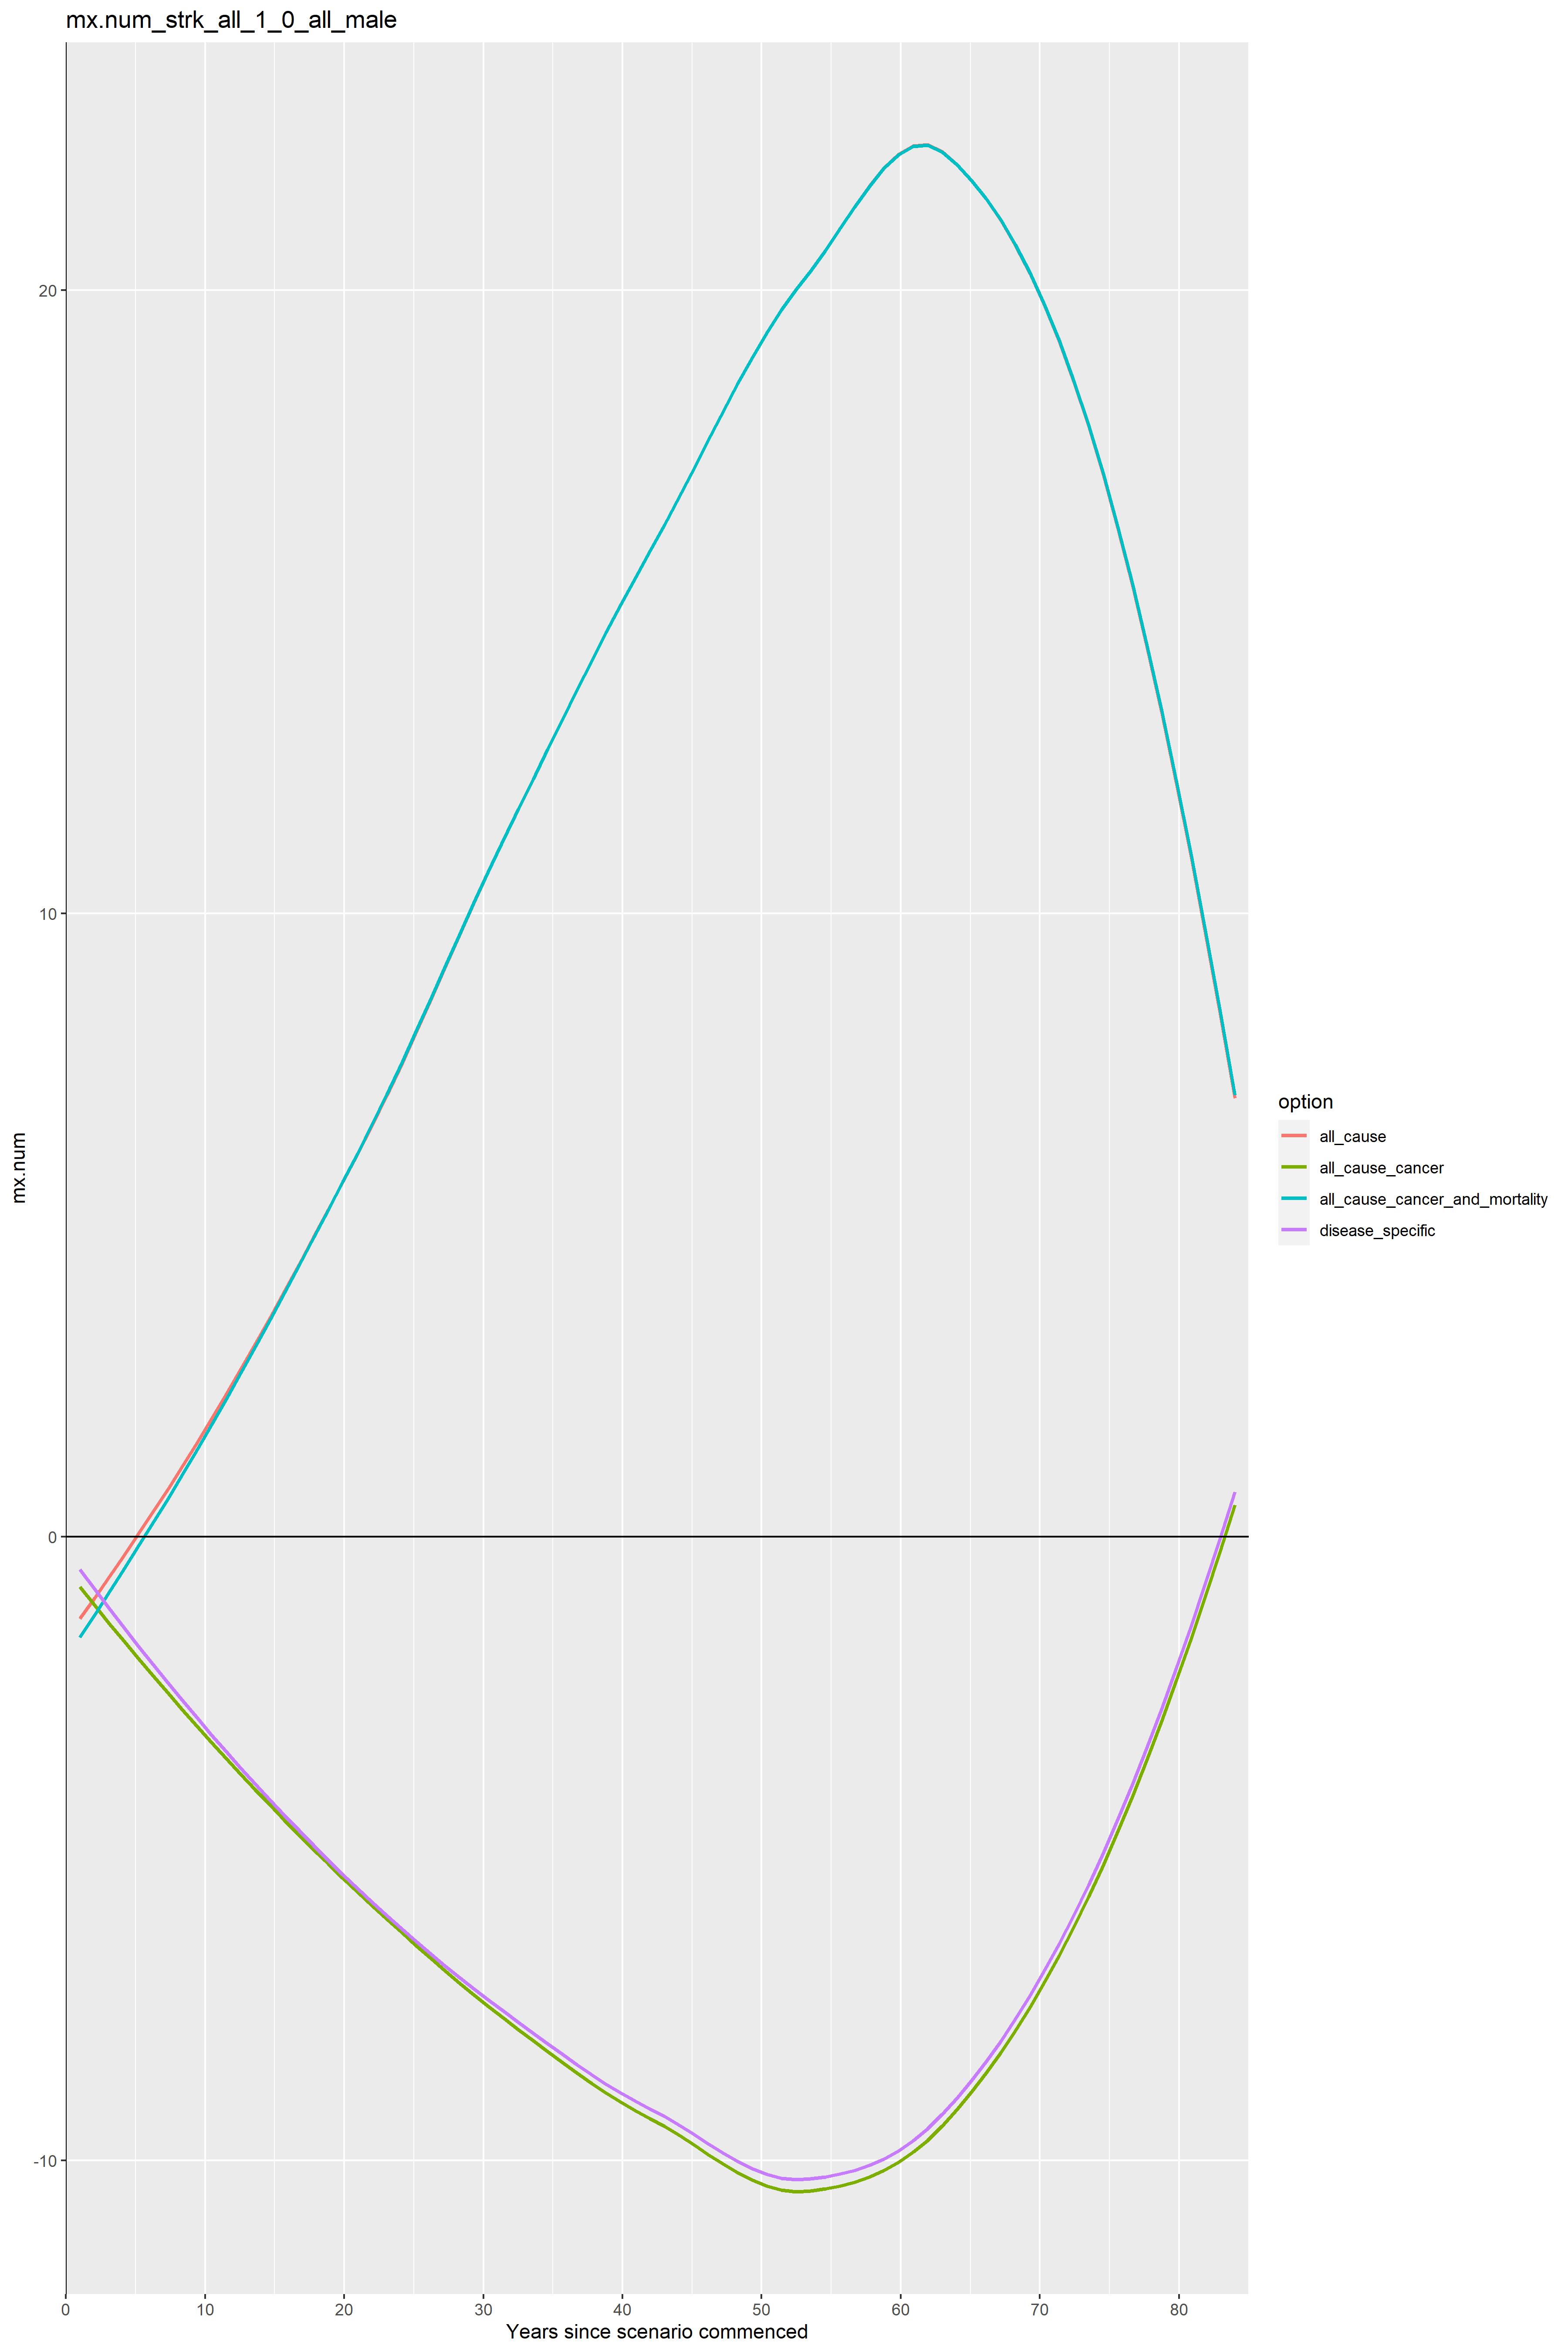 mx.num_strk_all_1_0_all_male
mx.num
20
10
0
-10
0 10 20 30 40 50 60 70 80
Years since scenario commenced
option
all_cause
all_cause_cancer
all_cause_cancer_and_mortality
disease_specific